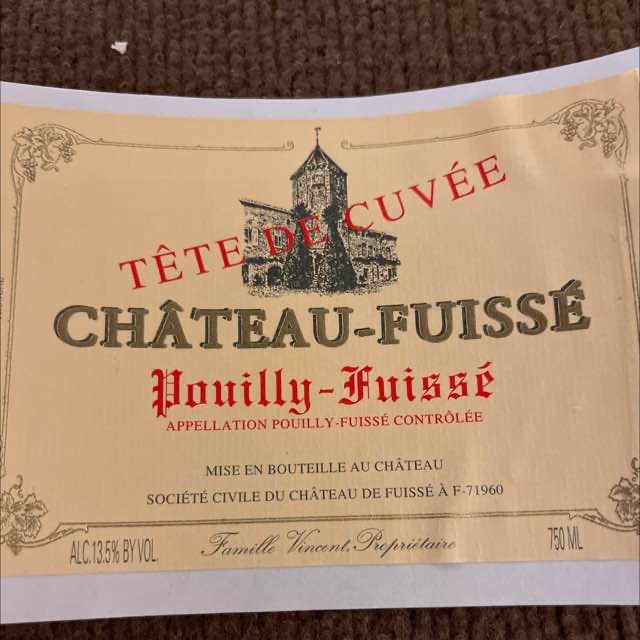 TÊTE DE CUVÉE
CHÂTEAU-FUISSÉ
Pouilly-Fuissé
APPELLATION POUILLY-FUISSÉ CONTRÔLÉE
MISE EN BOUTEILLE AU CHÂTEAU
SOCIÉTÉ CIVILE DU CHÂTEAU DE FUISSÉ À F-71960
ALC.13.5% BY VOL.
Famille Vincent, Propriétaire
750 ML